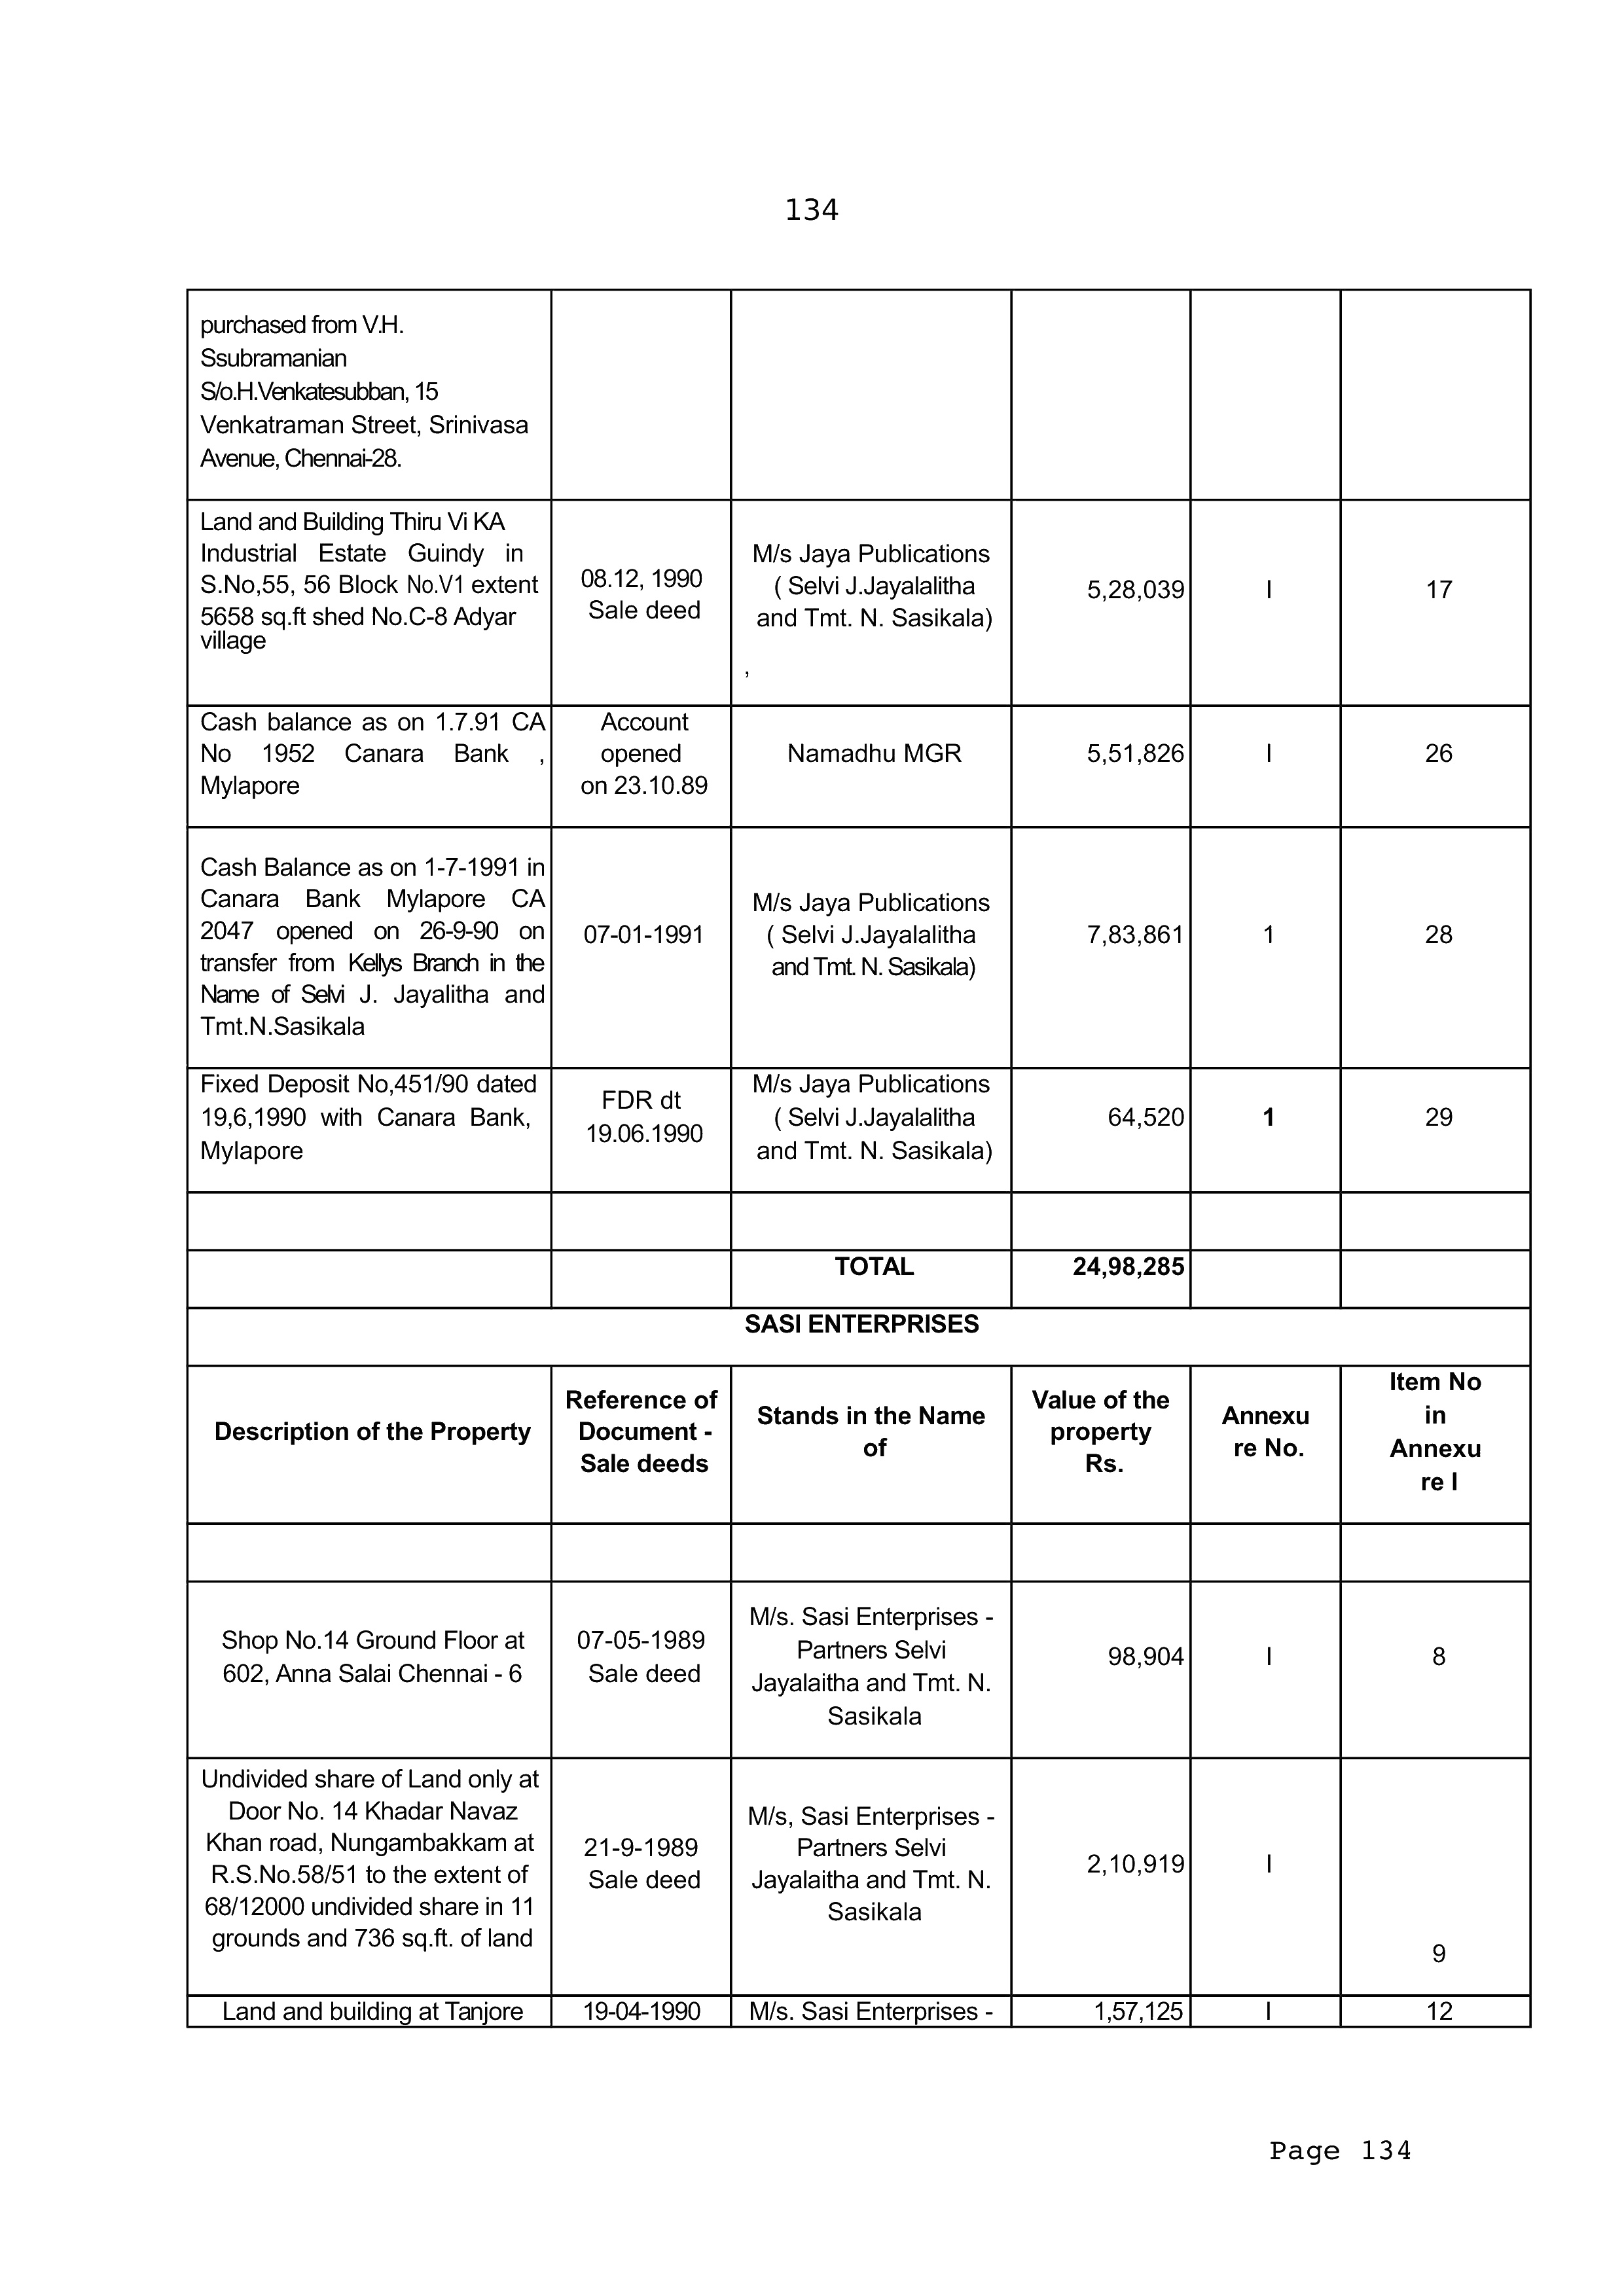 134
purchased from V.H.
Ssubramanian
S/o.H.Venkatesubban, 15
Venkatraman Street, Srinivasa
Avenue, Chennai-28.
Land and Building Thiru Vi KA
Industrial Estate Guindy in
S.No,55, 56 Block No.V1 extent
5658 sq.ft shed No.C-8 Adyar
village
08.12, 1990
Sale deed
M/s Jaya Publications
( Selvi J.Jayalalitha
and Tmt. N. Sasikala)
,
5,28,039
I
17
Cash balance as on 1.7.91 CA
No 1952 Canara Bank ,
Mylapore
Account
opened
on 23.10.89
Namadhu MGR
5,51,826
I
26
Cash Balance as on 1-7-1991 in
Canara Bank Mylapore CA
2047 opened on 26-9-90 on
transfer from Kellys Branch in the
Name of Selvi J. Jayalitha and
Tmt.N.Sasikala
07-01-1991
M/s Jaya Publications
( Selvi J.Jayalalitha
and Tmt. N. Sasikala)
7,83,861
1
28
Fixed Deposit No,451/90 dated
19,6,1990 with Canara Bank,
Mylapore
FDR dt
19.06.1990
M/s Jaya Publications
( Selvi J.Jayalalitha
and Tmt. N. Sasikala)
64,520
1
29
TOTAL
24,98,285
SASI ENTERPRISES
Description of the Property
Reference of
Document -
Sale deeds
Stands in the Name
of
Value of the
property
Rs.
Annexu
re No.
Item No
in
Annexu
re I
Shop No.14 Ground Floor at
602, Anna Salai Chennai - 6
07-05-1989
Sale deed
M/s. Sasi Enterprises -
Partners Selvi
Jayalaitha and Tmt. N.
Sasikala
98,904
I
8
Undivided share of Land only at
Door No. 14 Khadar Navaz
Khan road, Nungambakkam at
R.S.No.58/51 to the extent of
68/12000 undivided share in 11
grounds and 736 sq.ft. of land
21-9-1989
Sale deed
M/s, Sasi Enterprises -
Partners Selvi
Jayalaitha and Tmt. N.
Sasikala
2,10,919
I
9
Land and building at Tanjore
19-04-1990
M/s. Sasi Enterprises -
1,57,125
I
12
Page 134